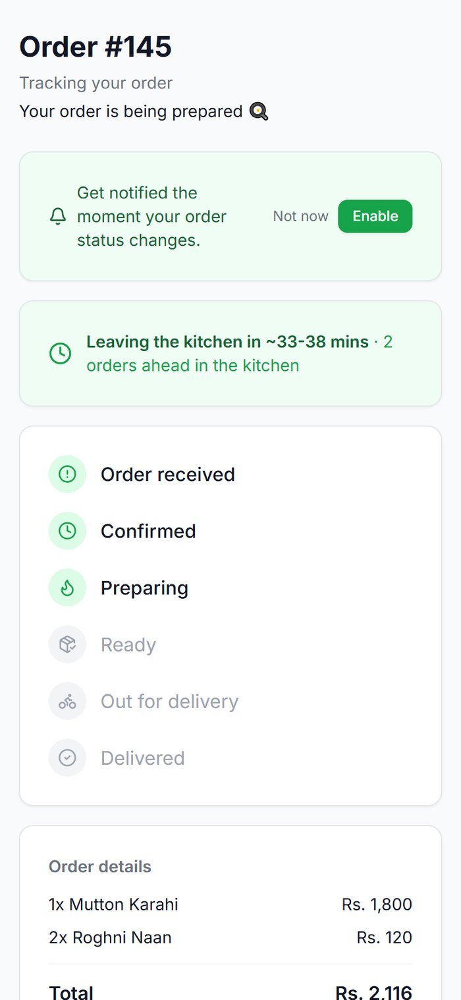 Order #145
Tracking your order
Your order is being prepared 🍳
Get notified the
moment your order
status changes.
Not now
Enable
Leaving the kitchen in ~33-38 mins · 2
orders ahead in the kitchen
Order received
Confirmed
Preparing
Ready
Out for delivery
Delivered
Order details
1x Mutton Karahi Rs. 1,800
2x Roghni Naan Rs. 120
Total Rs. 2,116